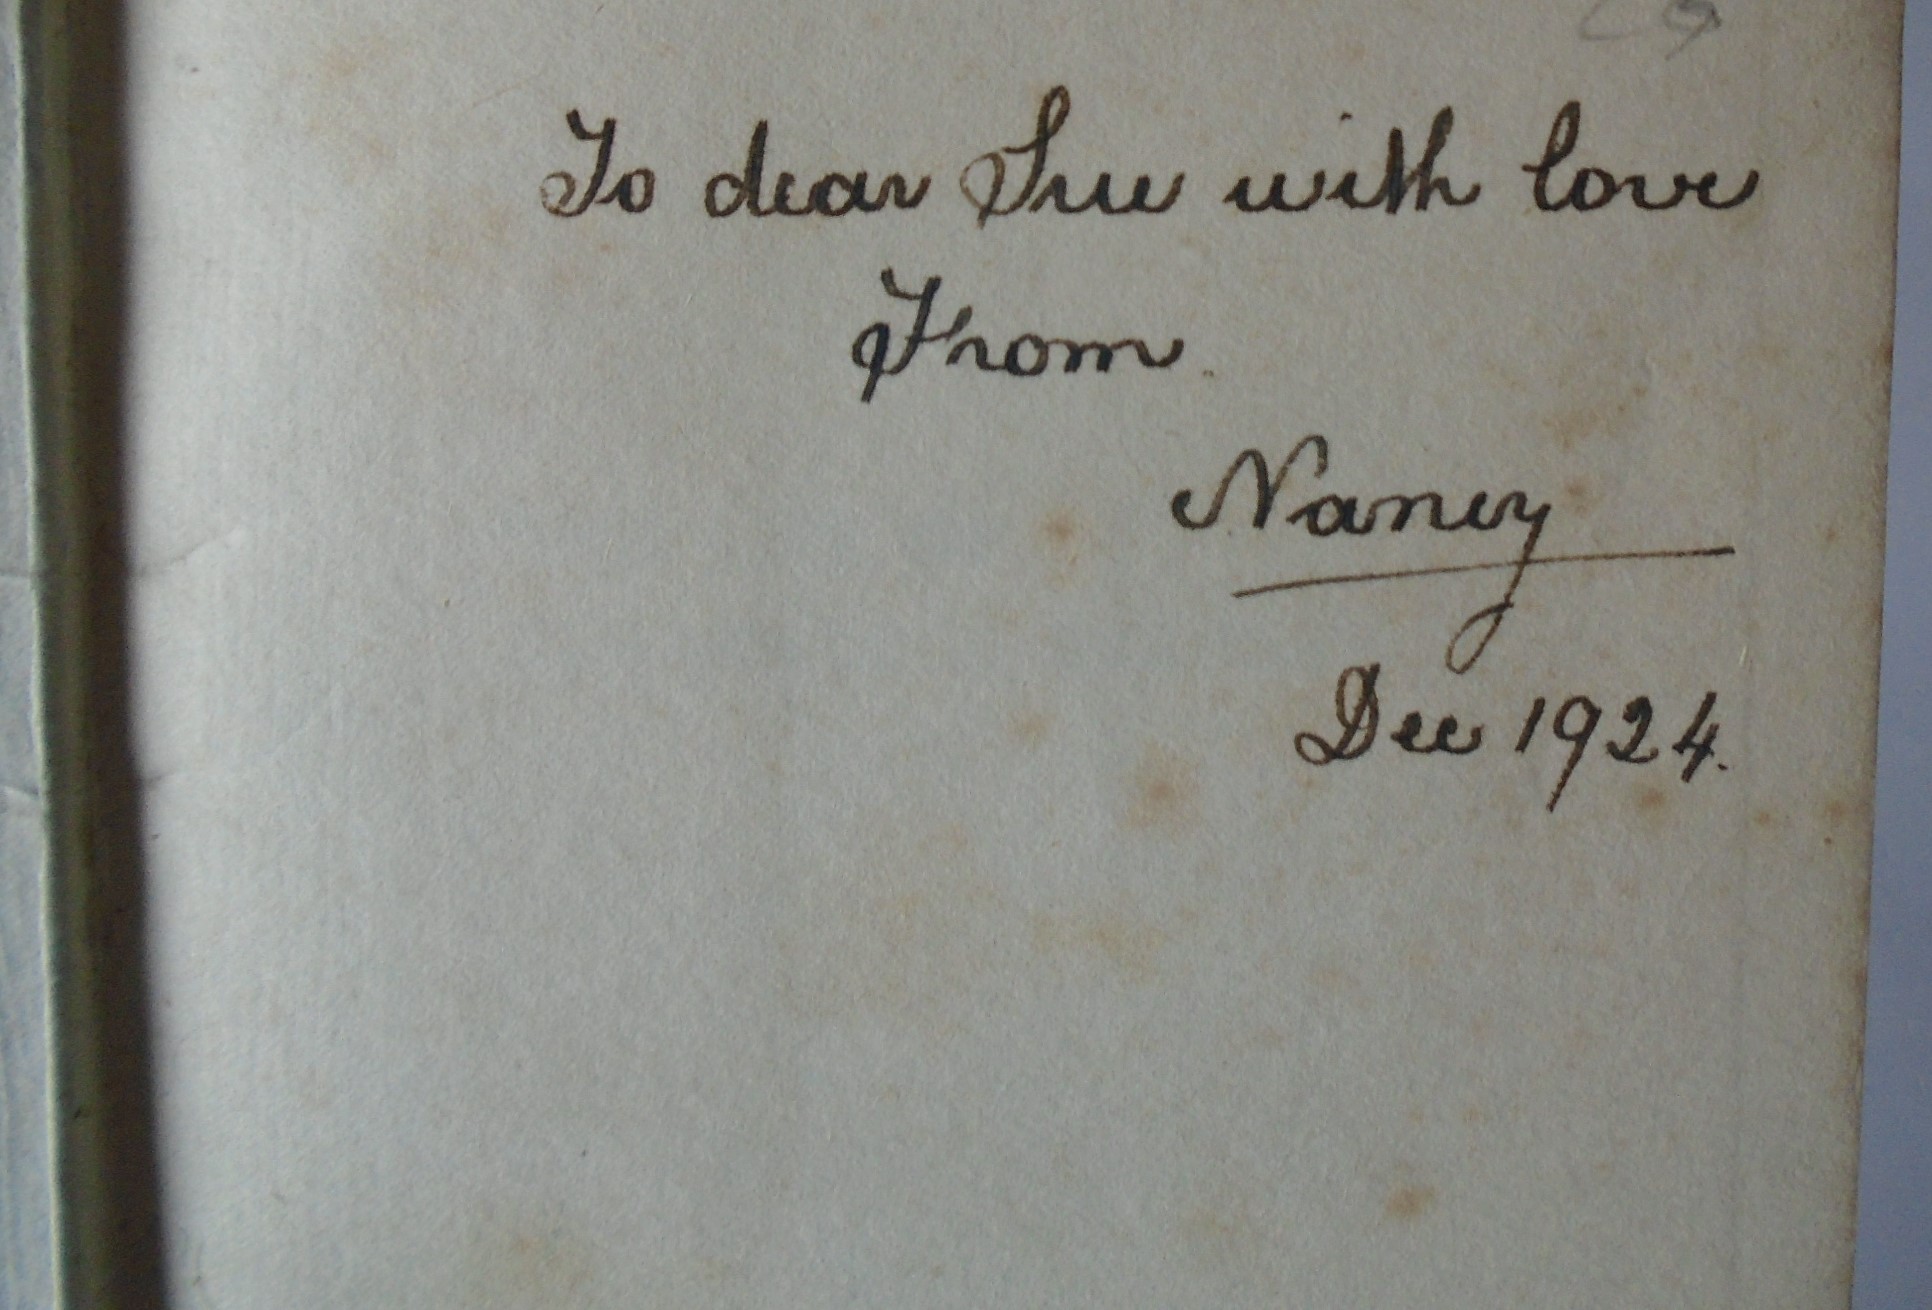 To dear Sue with love
From
Nancy
Dec 1924.